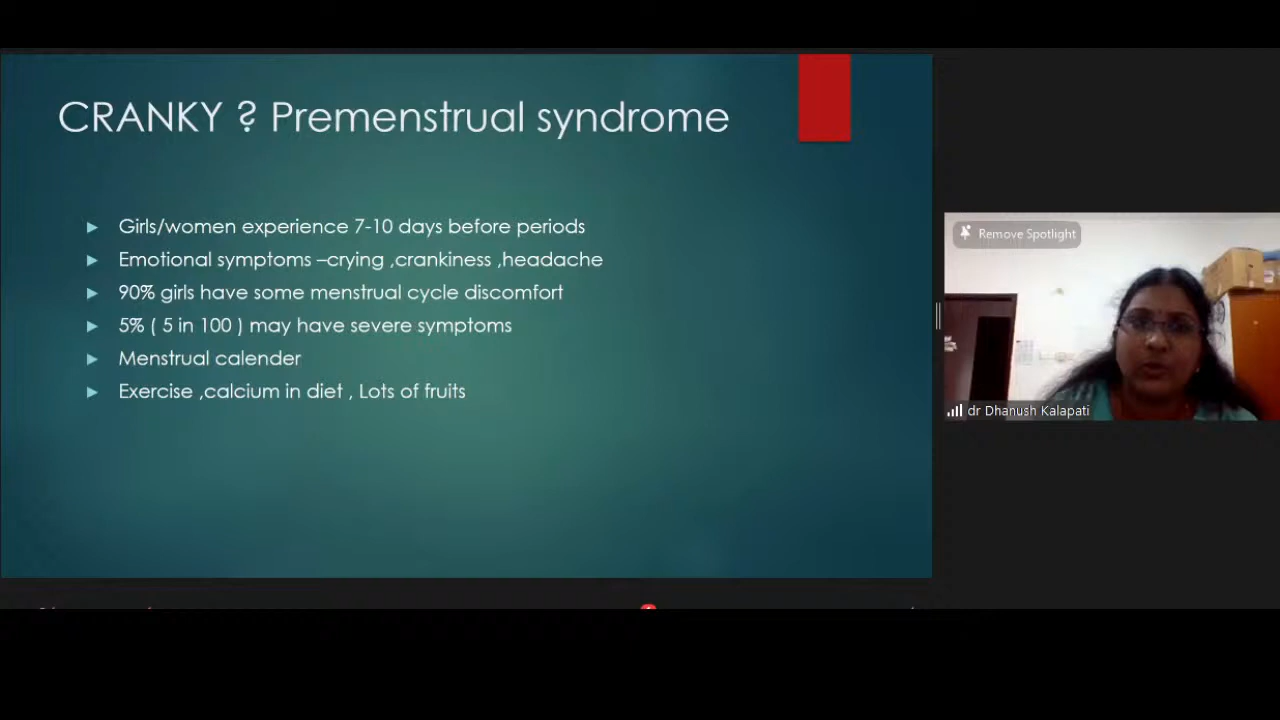 CRANKY ? Premenstrual syndrome
Girls/women experience 7-10 days before periods
Emotional symptoms –crying ,crankiness ,headache
90% girls have some menstrual cycle discomfort
5% ( 5 in 100 ) may have severe symptoms
Menstrual calender
Exercise ,calcium in diet , Lots of fruits
Remove Spotlight
dr Dhanush Kalapati